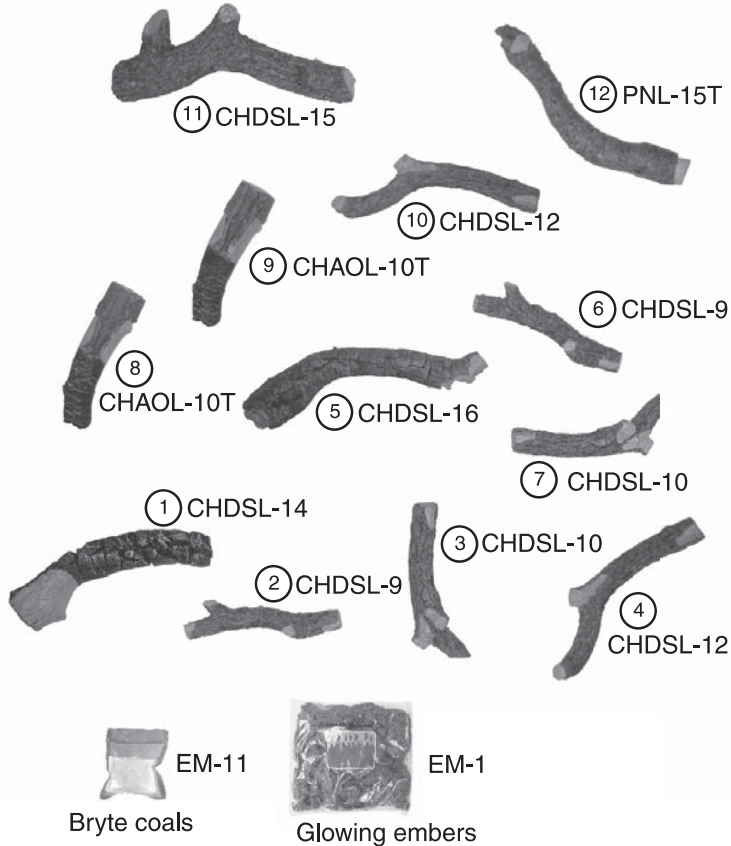 11 CHDSL-15
12 PNL-15T
10 CHDSL-12
9 CHAOL-10T
6 CHDSL-9
8
CHAOL-10T
5 CHDSL-16
7 CHDSL-10
1 CHDSL-14
3 CHDSL-10
2 CHDSL-9
4
CHDSL-12
EM-11
EM-1
Bryte coals
Glowing embers